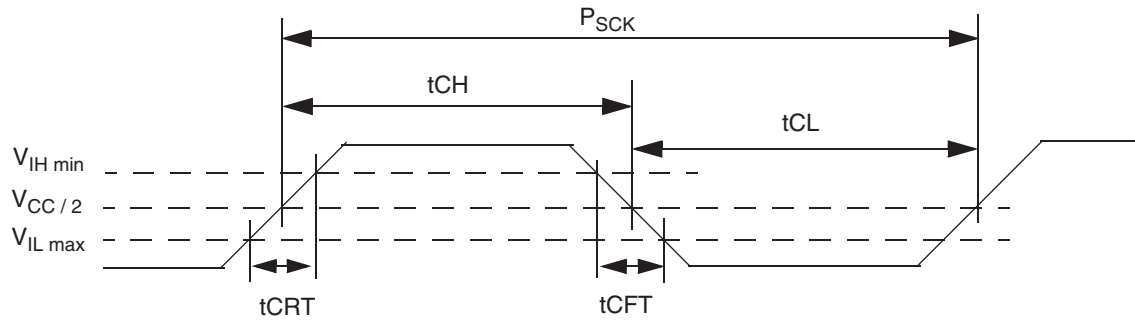 PSCK
tCH
tCL
VIH min
VCC / 2
VIL max
tCRT
tCFT